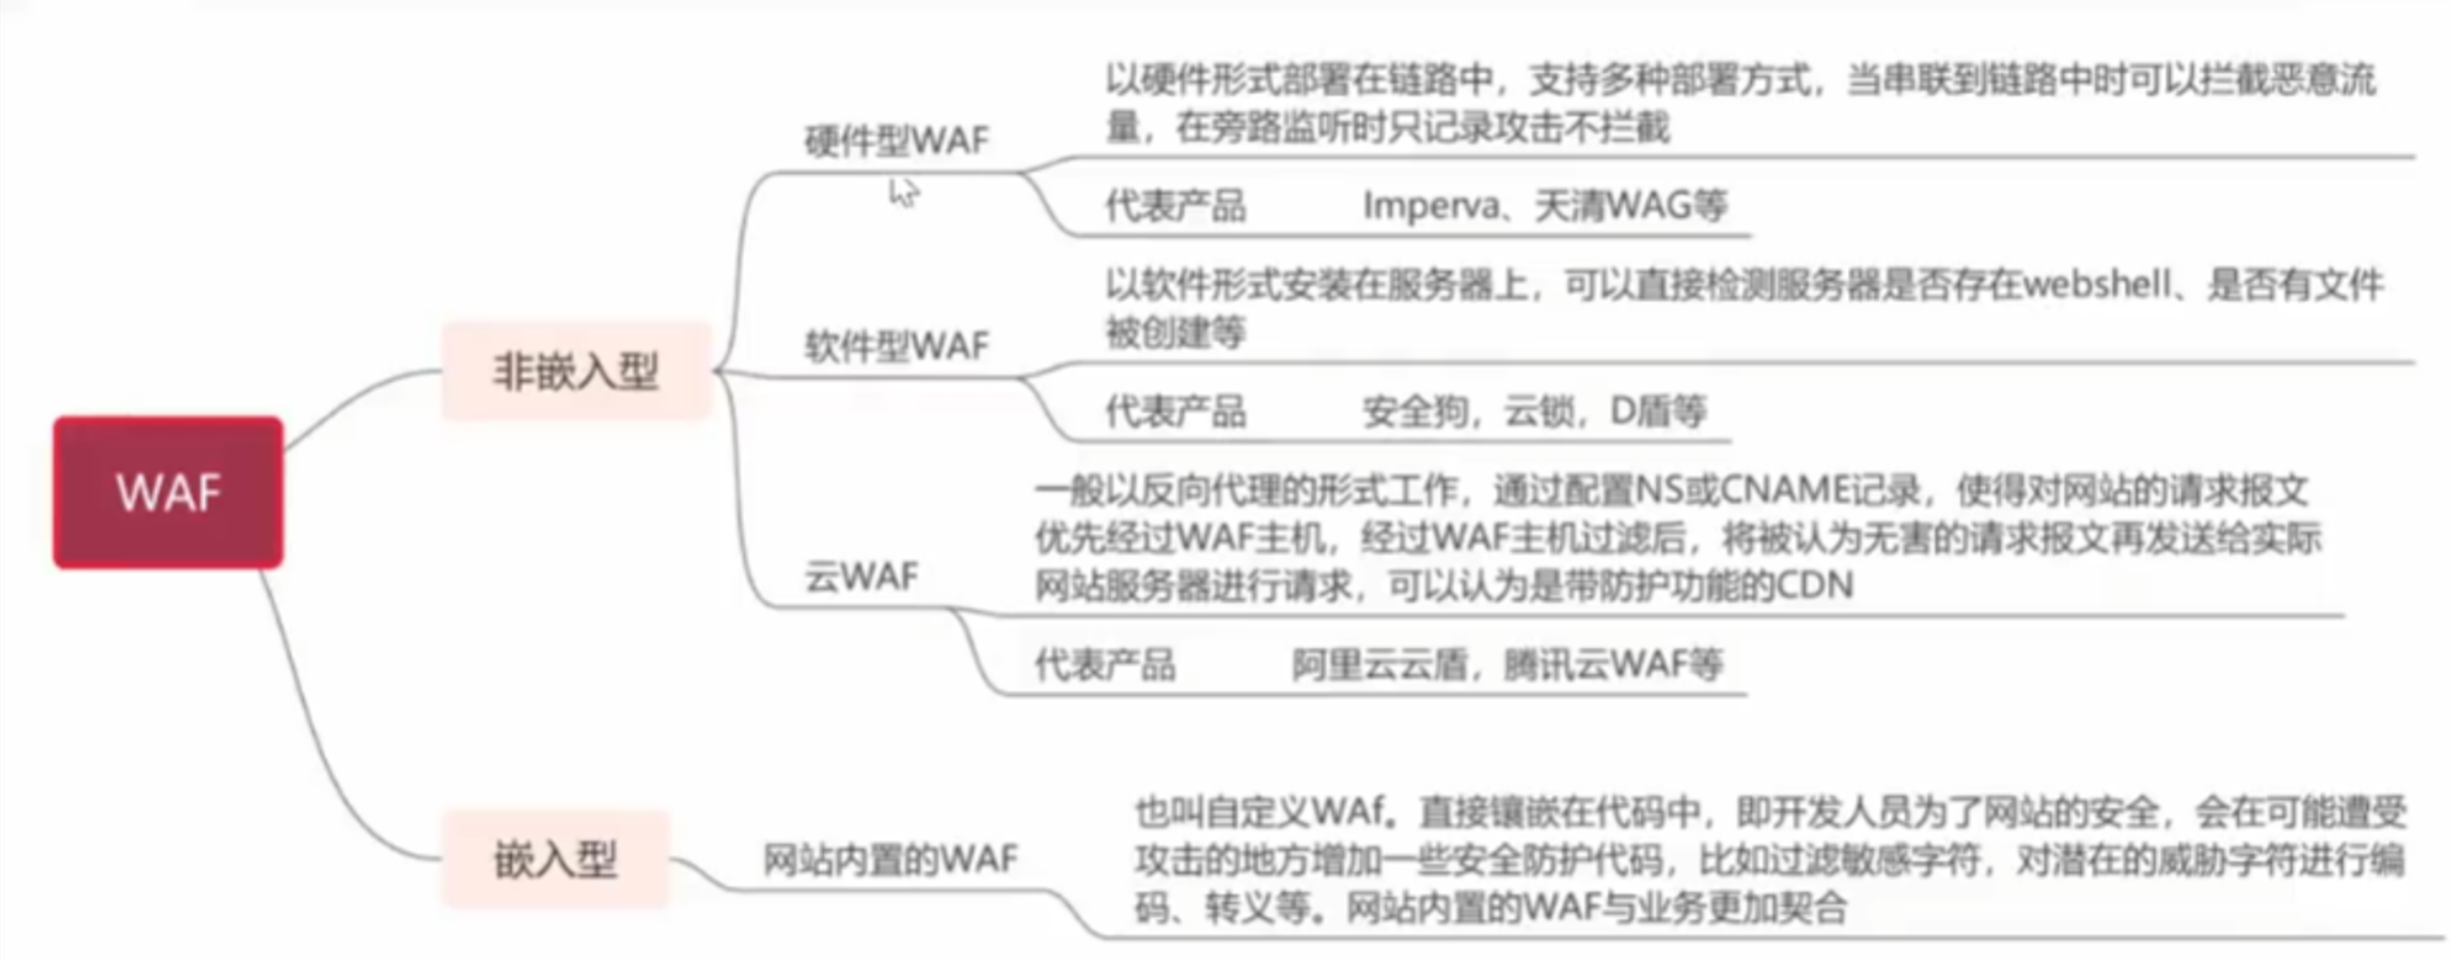 WAF
非嵌入型
硬件型WAF
以硬件形式部署在链路中，支持多种部署方式，当串联到链路中时可以拦截恶意流
量，在旁路监听时只记录攻击不拦截
代表产品 Imperva、天清WAG等
软件型WAF
以软件形式安装在服务器上，可以直接检测服务器是否存在webshell、是否有文件
被创建等
代表产品 安全狗，云锁，D盾等
云WAF
一般以反向代理的形式工作，通过配置NS或CNAME记录，使得对网站的请求报文
优先经过WAF主机，经过WAF主机过滤后，将被认为无害的请求报文再发送给实际
网站服务器进行请求，可以认为是带防护功能的CDN
代表产品 阿里云云盾，腾讯云WAF等
嵌入型
网站内置的WAF
也叫自定义WAf。直接镶嵌在代码中，即开发人员为了网站的安全，会在可能遭受
攻击的地方增加一些安全防护代码，比如过滤敏感字符，对潜在的威胁字符进行编
码、转义等。网站内置的WAF与业务更加契合